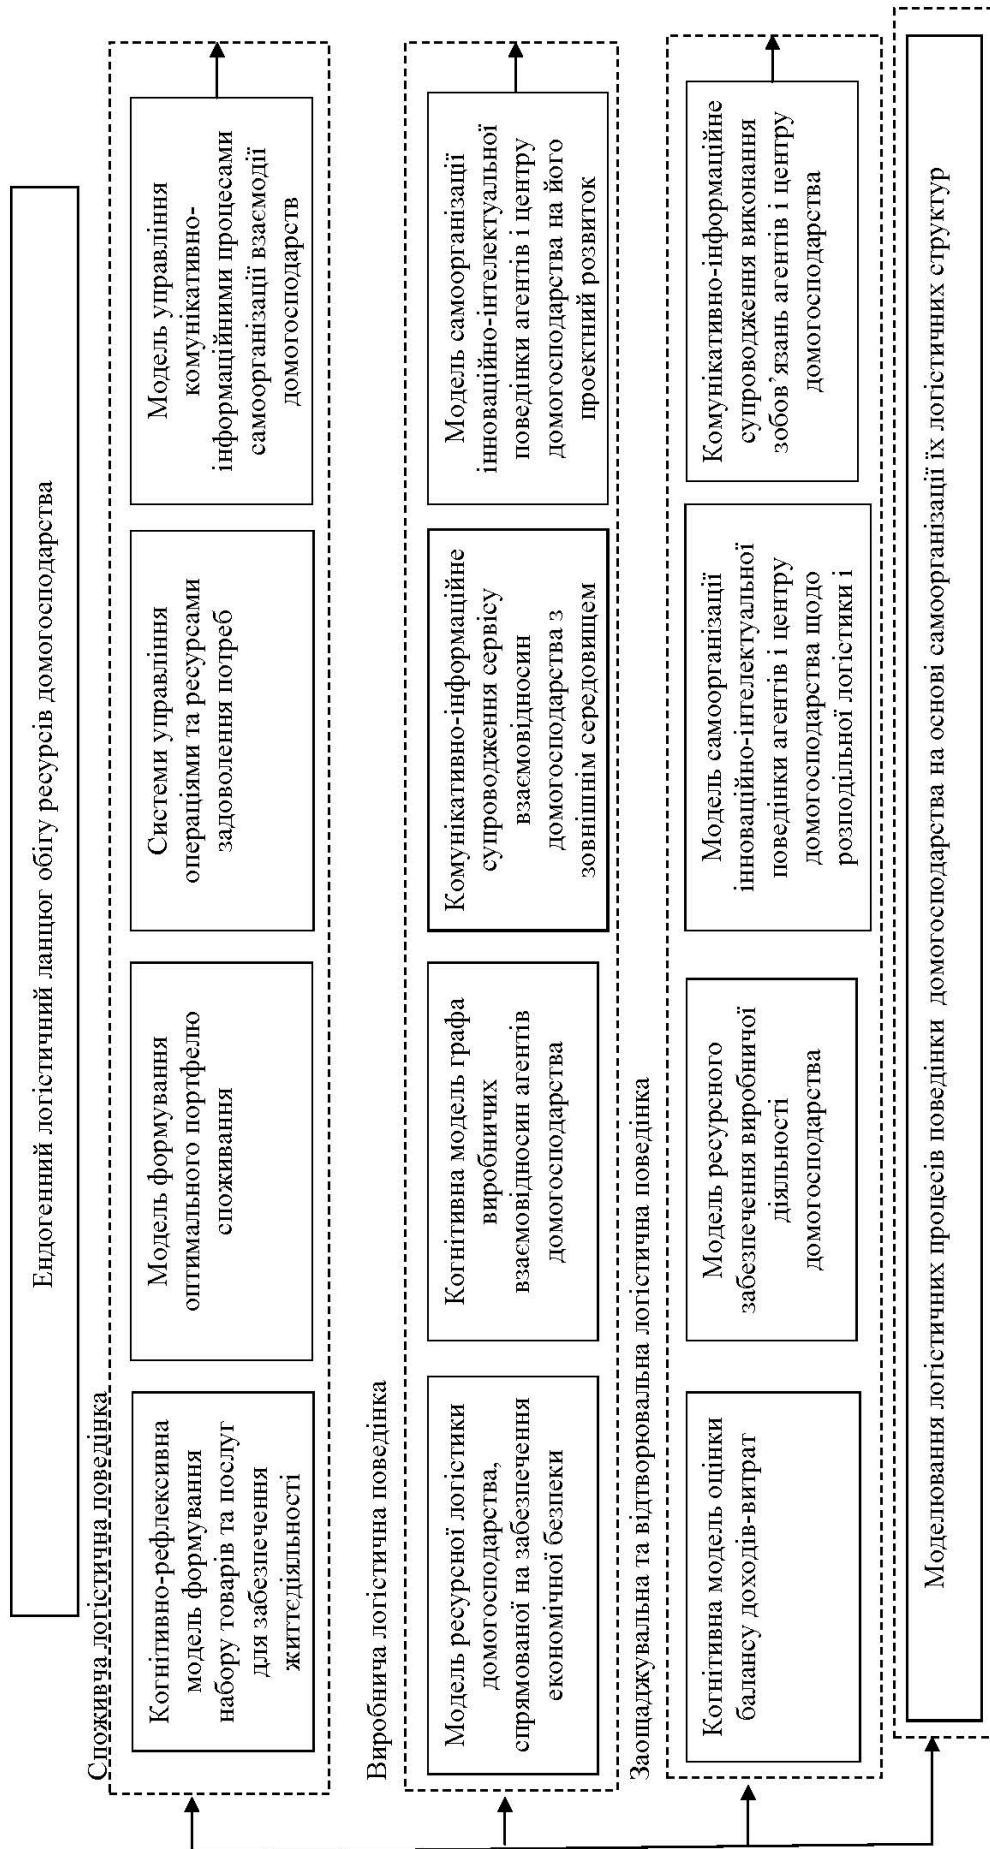 Ендогенний логістичний ланцюг обігу ресурсів домогосподарства
Споживча логістична поведінка
Когнітивно-рефлексивна
модель формування
набору товарів та послуг
для забезпечення
життєдіяльності
Модель формування
оптимального портфелю
споживання
Системи управління
операціями та ресурсами
задоволення потреб
Модель управління
комунікативно-
інформаційними процесами
самоорганізації взаємодії
домогосподарств
Виробнича логістична поведінка
Модель ресурсної логістики
домогосподарства,
спрямованої на забезпечення
економічної безпеки
Когнітивна модель графа
виробничих
взаємовідносин агентів
домогосподарства
Комунікативно-інформаційне
супроводження сервісу
взаємовідносин
домогосподарства з
зовнішнім середовищем
Модель самоорганізації
інноваційно-інтелектуальної
поведінки агентів і центру
домогосподарства на його
проектний розвиток
Заощаджувальна та відтворювальна логістична поведінка
Когнітивна модель оцінки
балансу доходів-витрат
Модель ресурсного
забезпечення виробничої
діяльності
домогосподарства
Модель самоорганізації
інноваційно-інтелектуальної
поведінки агентів і центру
домогосподарства щодо
розподільної логістики і
Комунікативно-інформаційне
супроводження виконання
зобов’язань агентів і центру
домогосподарства
Моделювання логістичних процесів поведінки домогосподарства на основі самоорганізації їх логістичних структур